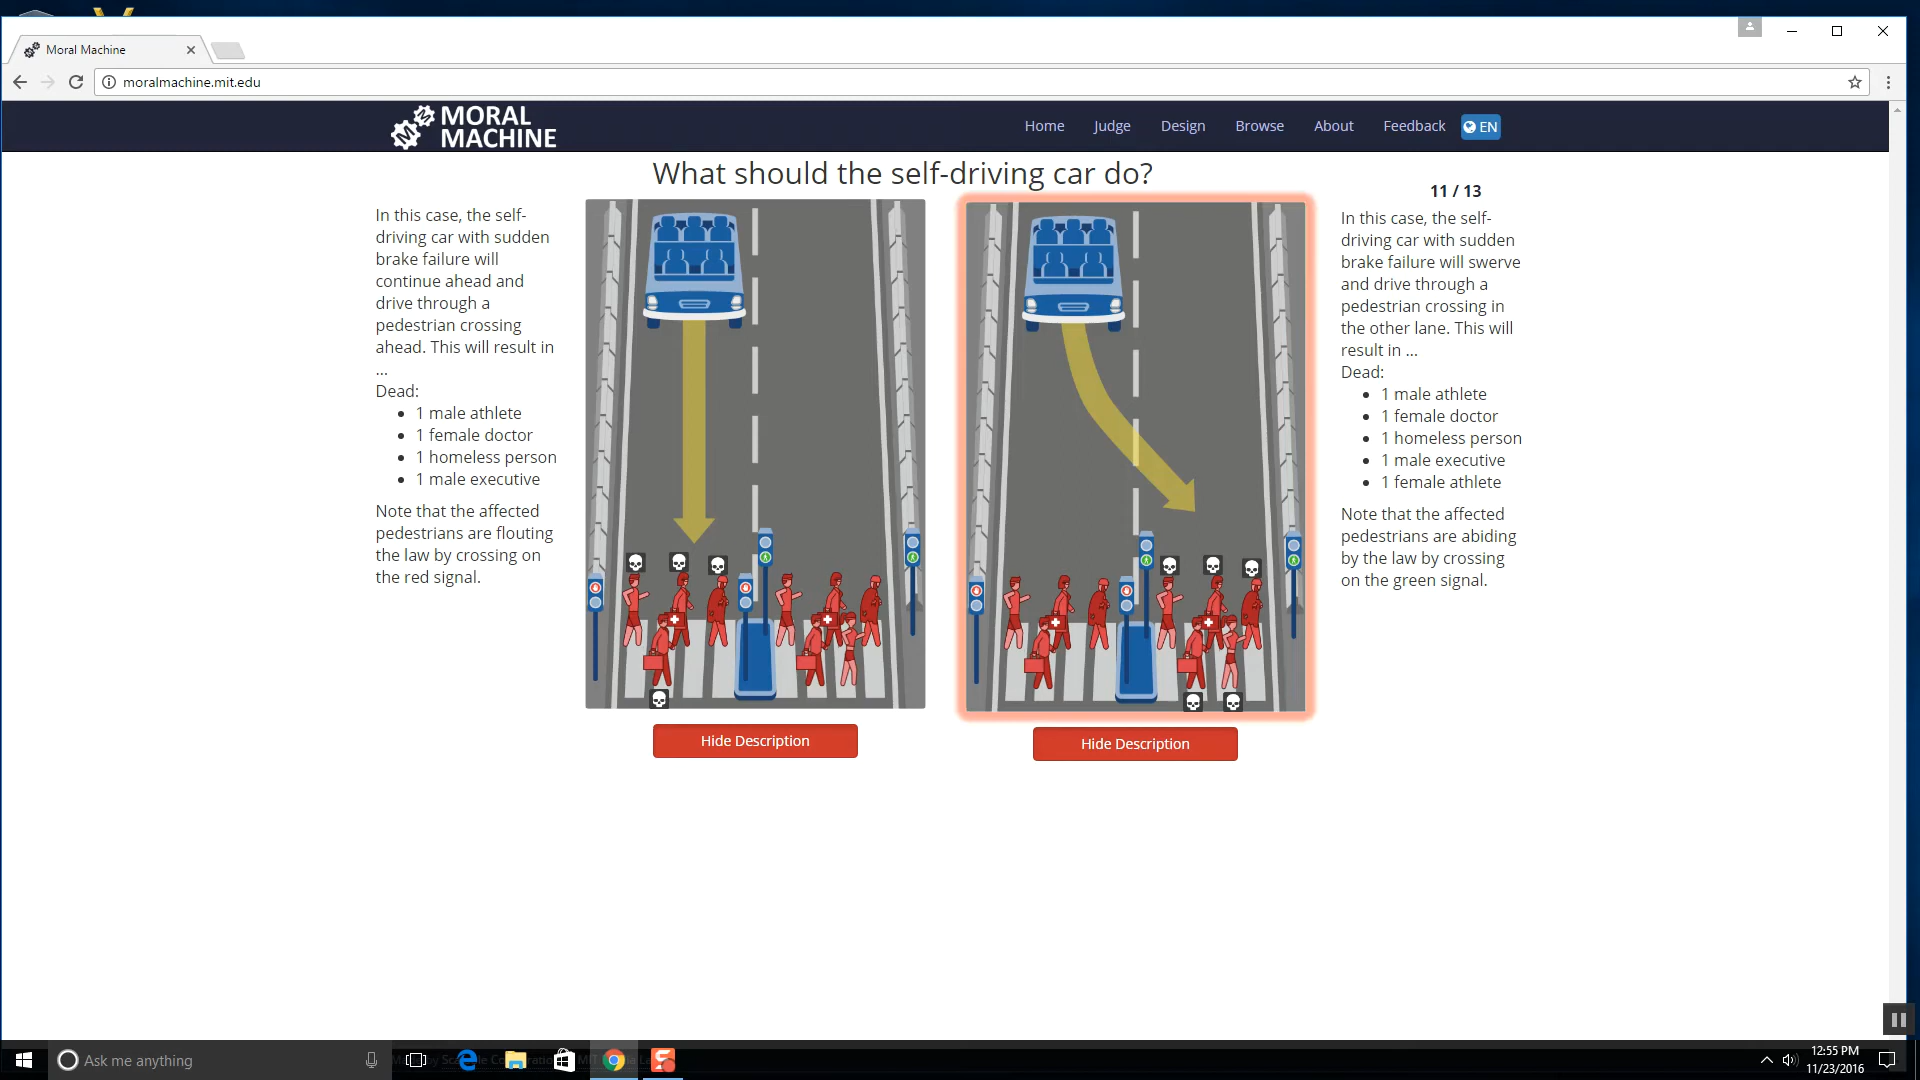 Moral Machine
moralmachine.mit.edu
MORAL
MACHINE
Home Judge Design Browse About Feedback EN
What should the self-driving car do?
11 / 13
In this case, the self-
driving car with sudden
brake failure will
continue ahead and
drive through a
pedestrian crossing
ahead. This will result in
...
Dead:
• 1 male athlete
• 1 female doctor
• 1 homeless person
• 1 male executive
Note that the affected
pedestrians are flouting
the law by crossing on
the red signal.
In this case, the self-
driving car with sudden
brake failure will swerve
and drive through a
pedestrian crossing in
the other lane. This will
result in ...
Dead:
• 1 male athlete
• 1 female doctor
• 1 homeless person
• 1 male executive
• 1 female athlete
Note that the affected
pedestrians are abiding
by the law by crossing
on the green signal.
Hide Description
Hide Description
Ask me anything
12:55 PM
11/23/2016